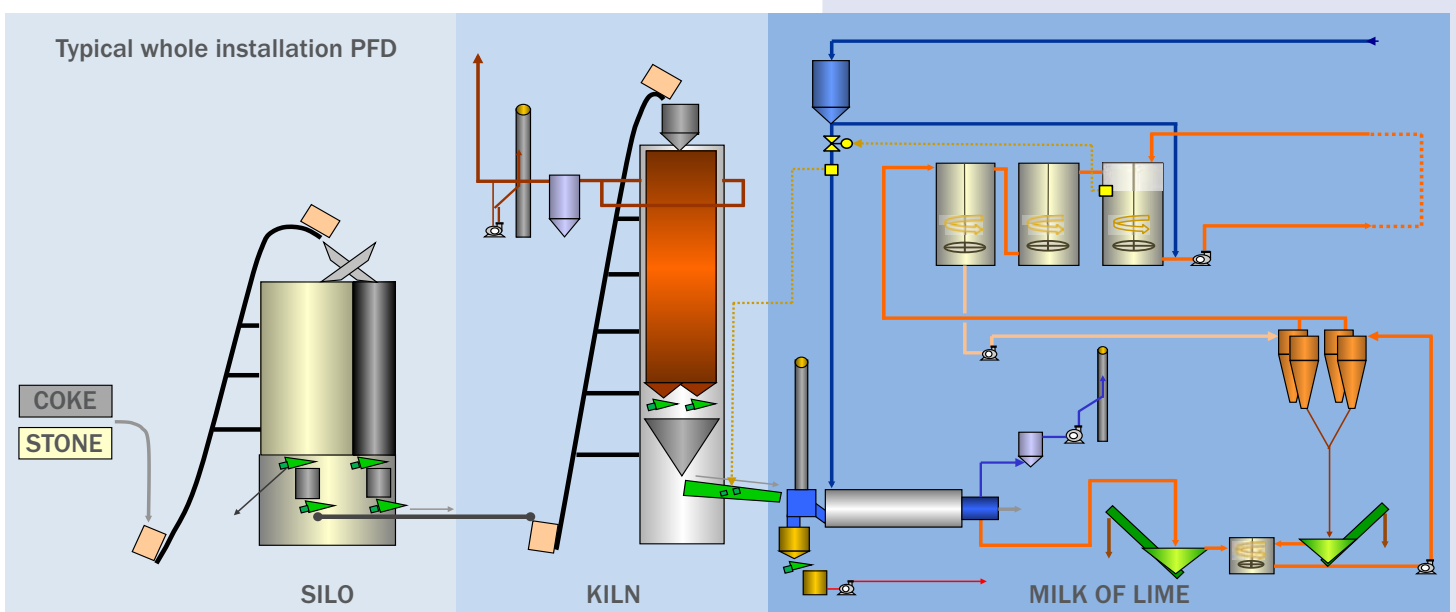 Typical whole installation PFD
COKE
STONE
SILO
KILN
MILK OF LIME